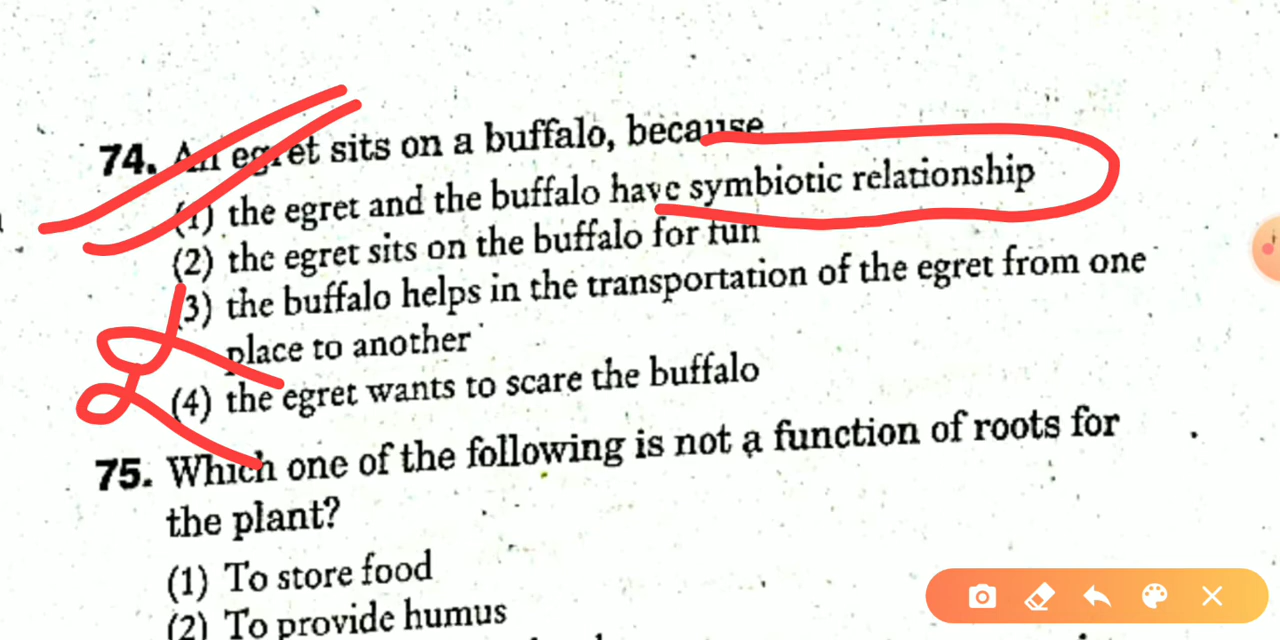 74. An egret sits on a buffalo, because
(1) the egret and the buffalo have symbiotic relationship
(2) the egret sits on the buffalo for fun
(3) the buffalo helps in the transportation of the egret from one
place to another
(4) the egret wants to scare the buffalo
75. Which one of the following is not a function of roots for
the plant?
(1) To store food
(2) To provide humus